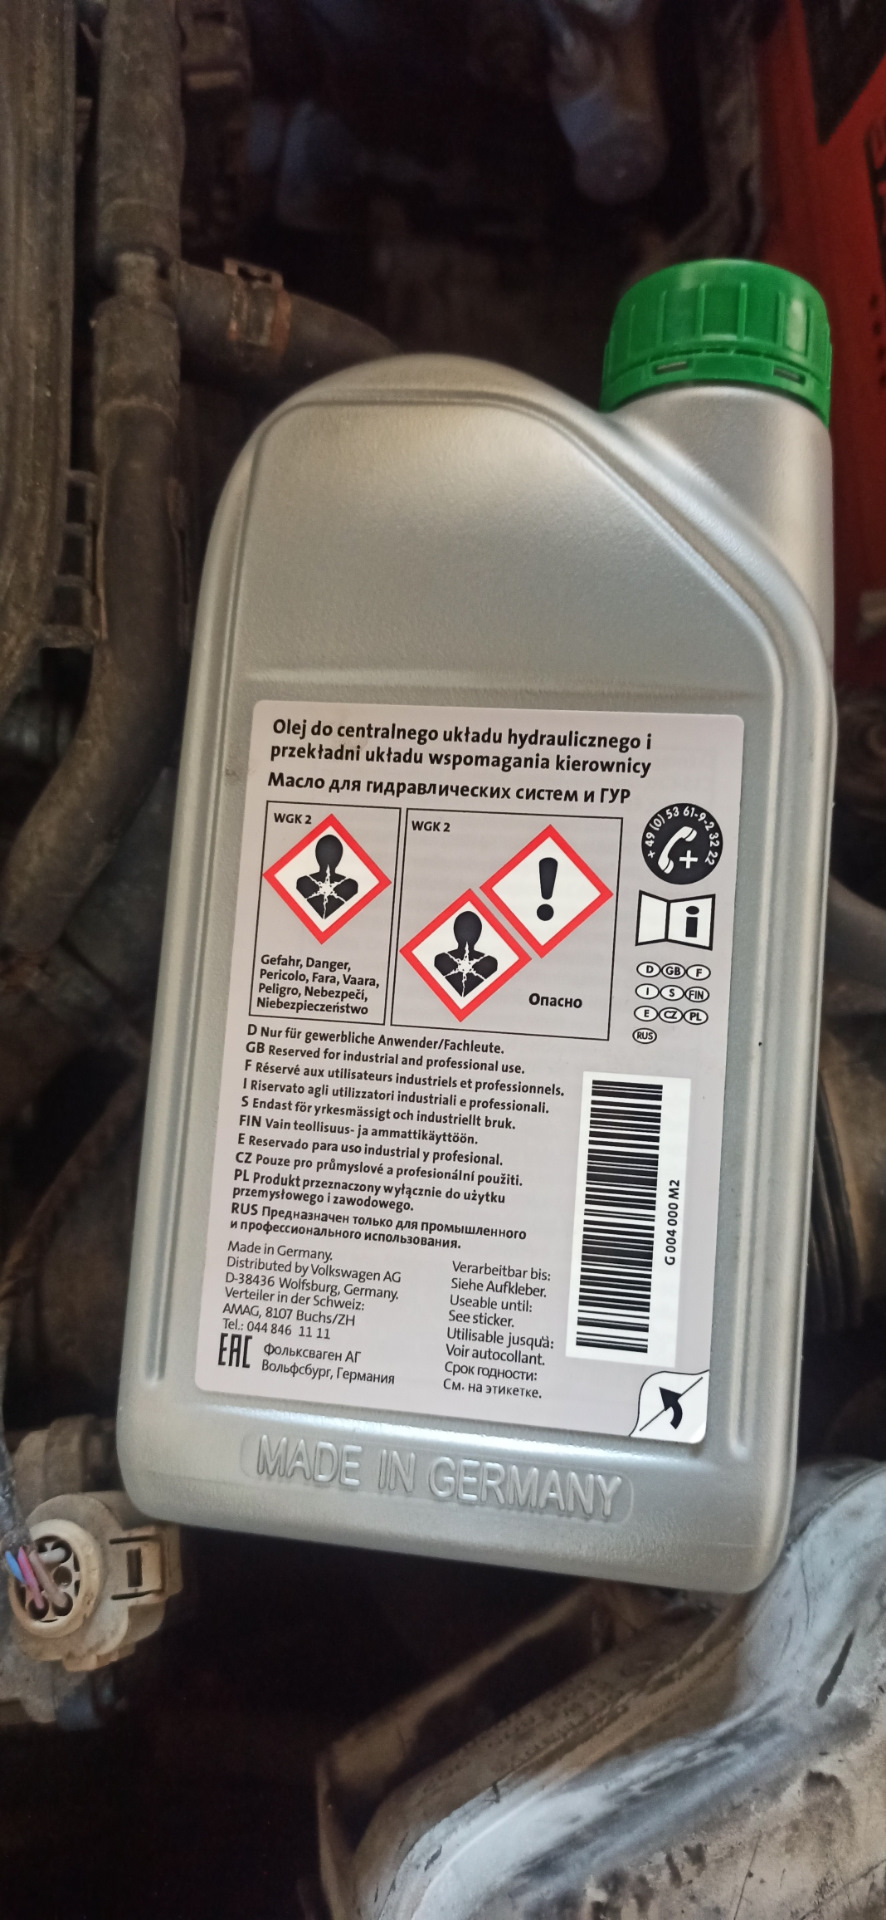 Olej do centralnego układu hydraulicznego i
przekładni układu wspomagania kierownicy
Масло для гидравлических систем и ГУР
WGK 2
WGK 2
Gefahr, Danger,
Pericolo, Fara, Vaara,
Peligro, Nebezpečí,
Niebezpieczeństwo
Опасно
+ 49 (0) 53 61-9-2 32 22
i
D GB F
I S FIN
E CZ PL
RUS
D Nur für gewerbliche Anwender/Fachleute.
GB Reserved for industrial and professional use.
F Réservé aux utilisateurs industriels et professionnels.
I Riservato agli utilizzatori industriali e professionali.
S Endast för yrkesmässigt och industriellt bruk.
FIN Vain teollisuus- ja ammattikäyttöön.
E Reservado para uso industrial y profesional.
CZ Pouze pro průmyslové a profesionální použití.
PL Produkt przeznaczony wyłącznie do użytku
przemysłowego i zawodowego.
RUS Предназначен только для промышленного
и профессионального использования.
Made in Germany.
Distributed by Volkswagen AG
D-38436 Wolfsburg, Germany.
Verteiler in der Schweiz:
AMAG, 8107 Buchs/ZH
Tel.: 044 846 11 11
EAC Фольксваген АГ
Вольфсбург, Германия
Verarbeitbar bis:
Siehe Aufkleber.
Useable until:
See sticker.
Utilisable jusqu'à:
Voir autocollant.
Срок годности:
См. на этикетке.
G 004 000 M2
MADE IN GERMANY